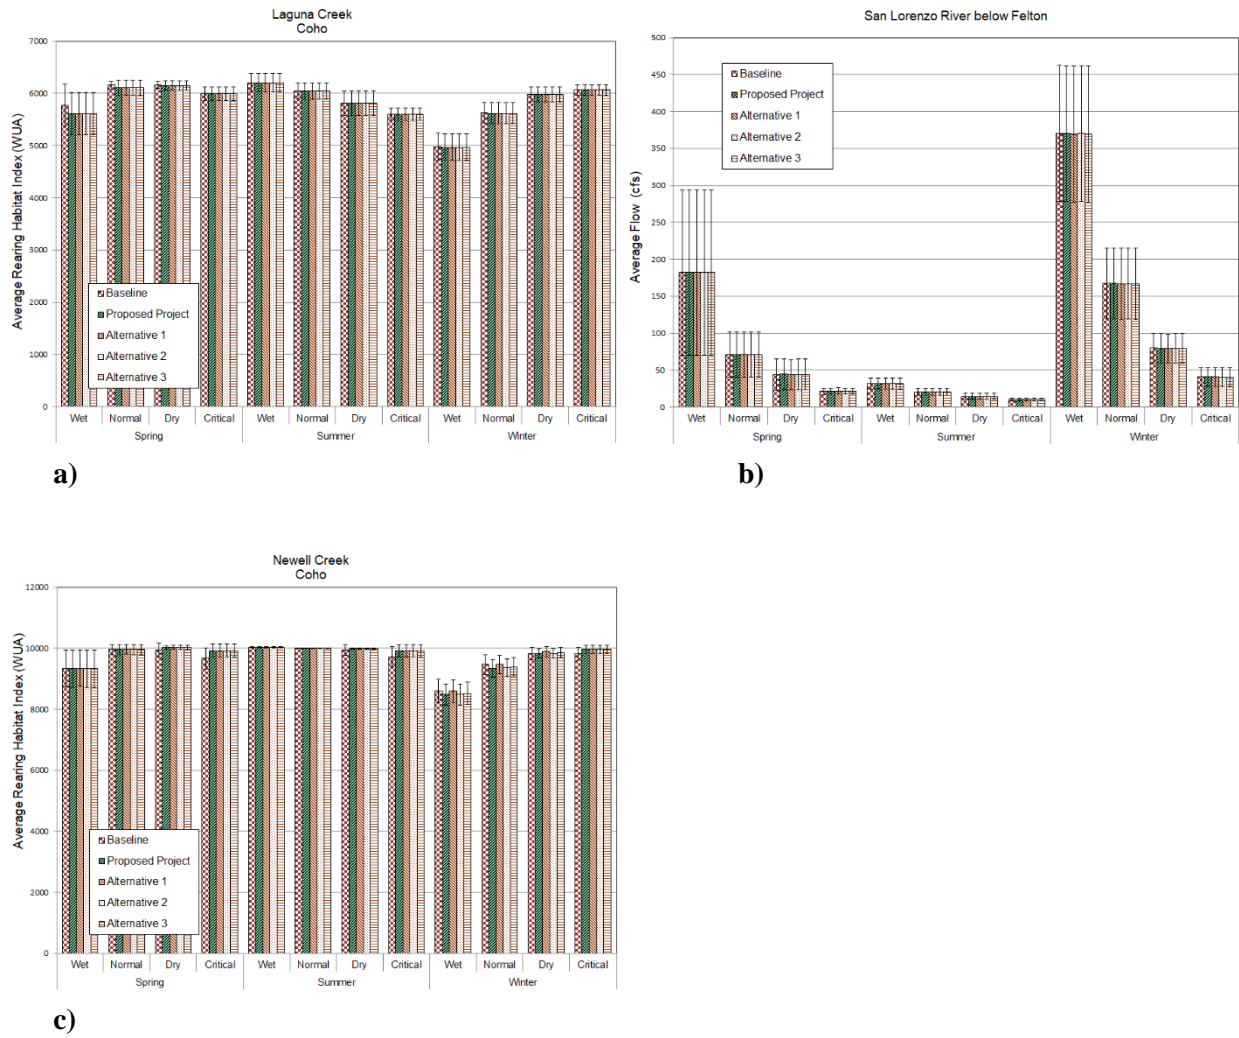 Laguna Creek
Coho
7000
6000
5000
4000
3000
2000
1000
0
Average Rearing Habitat Index (WUA)
Baseline
Proposed Project
Alternative 1
Alternative 2
Alternative 3
Wet Normal Dry Critical Wet Normal Dry Critical Wet Normal Dry Critical
Spring Summer Winter
a)
San Lorenzo River below Felton
500
450
400
350
300
250
200
150
100
50
0
Average Flow (cfs)
Baseline
Proposed Project
Alternative 1
Alternative 2
Alternative 3
Wet Normal Dry Critical Wet Normal Dry Critical Wet Normal Dry Critical
Spring Summer Winter
b)
Newell Creek
Coho
12000
10000
8000
6000
4000
2000
0
Average Rearing Habitat Index (WUA)
Baseline
Proposed Project
Alternative 1
Alternative 2
Alternative 3
Wet Normal Dry Critical Wet Normal Dry Critical Wet Normal Dry Critical
Spring Summer Winter
c)